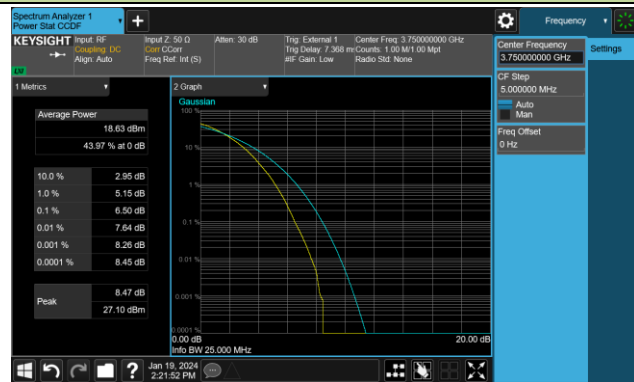 Spectrum Analyzer 1
Power Stat CCDF
Frequency
KEYSIGHT
Input: RF
Coupling: DC
Align: Auto
Input Z: 50 Ω
Corr CCorr
Freq Ref: Int (S)
Atten: 30 dB
Trig: External 1
Trig Delay: 7.368 m
#IF Gain: Low
Center Freq: 3.750000000 GHz
Counts: 1.00 M/1.00 Mpt
Radio Std: None
Center Frequency
3.750000000 GHz
Settings
CF Step
5.000000 MHz
Auto
Man
Freq Offset
0 Hz
1 Metrics
Average Power
18.63 dBm
43.97 % at 0 dB
10.0 % 2.95 dB
1.0 % 5.15 dB
0.1 % 6.50 dB
0.01 % 7.64 dB
0.001 % 8.26 dB
0.0001 % 8.45 dB
Peak
8.47 dB
27.10 dBm
2 Graph
Gaussian
100 %
10 %
1 %
0.1 %
0.01 %
0.001 %
0.0001 %
0.00 dB
20.00 dB
Info BW 25.000 MHz
Jan 19, 2024
2:21:52 PM